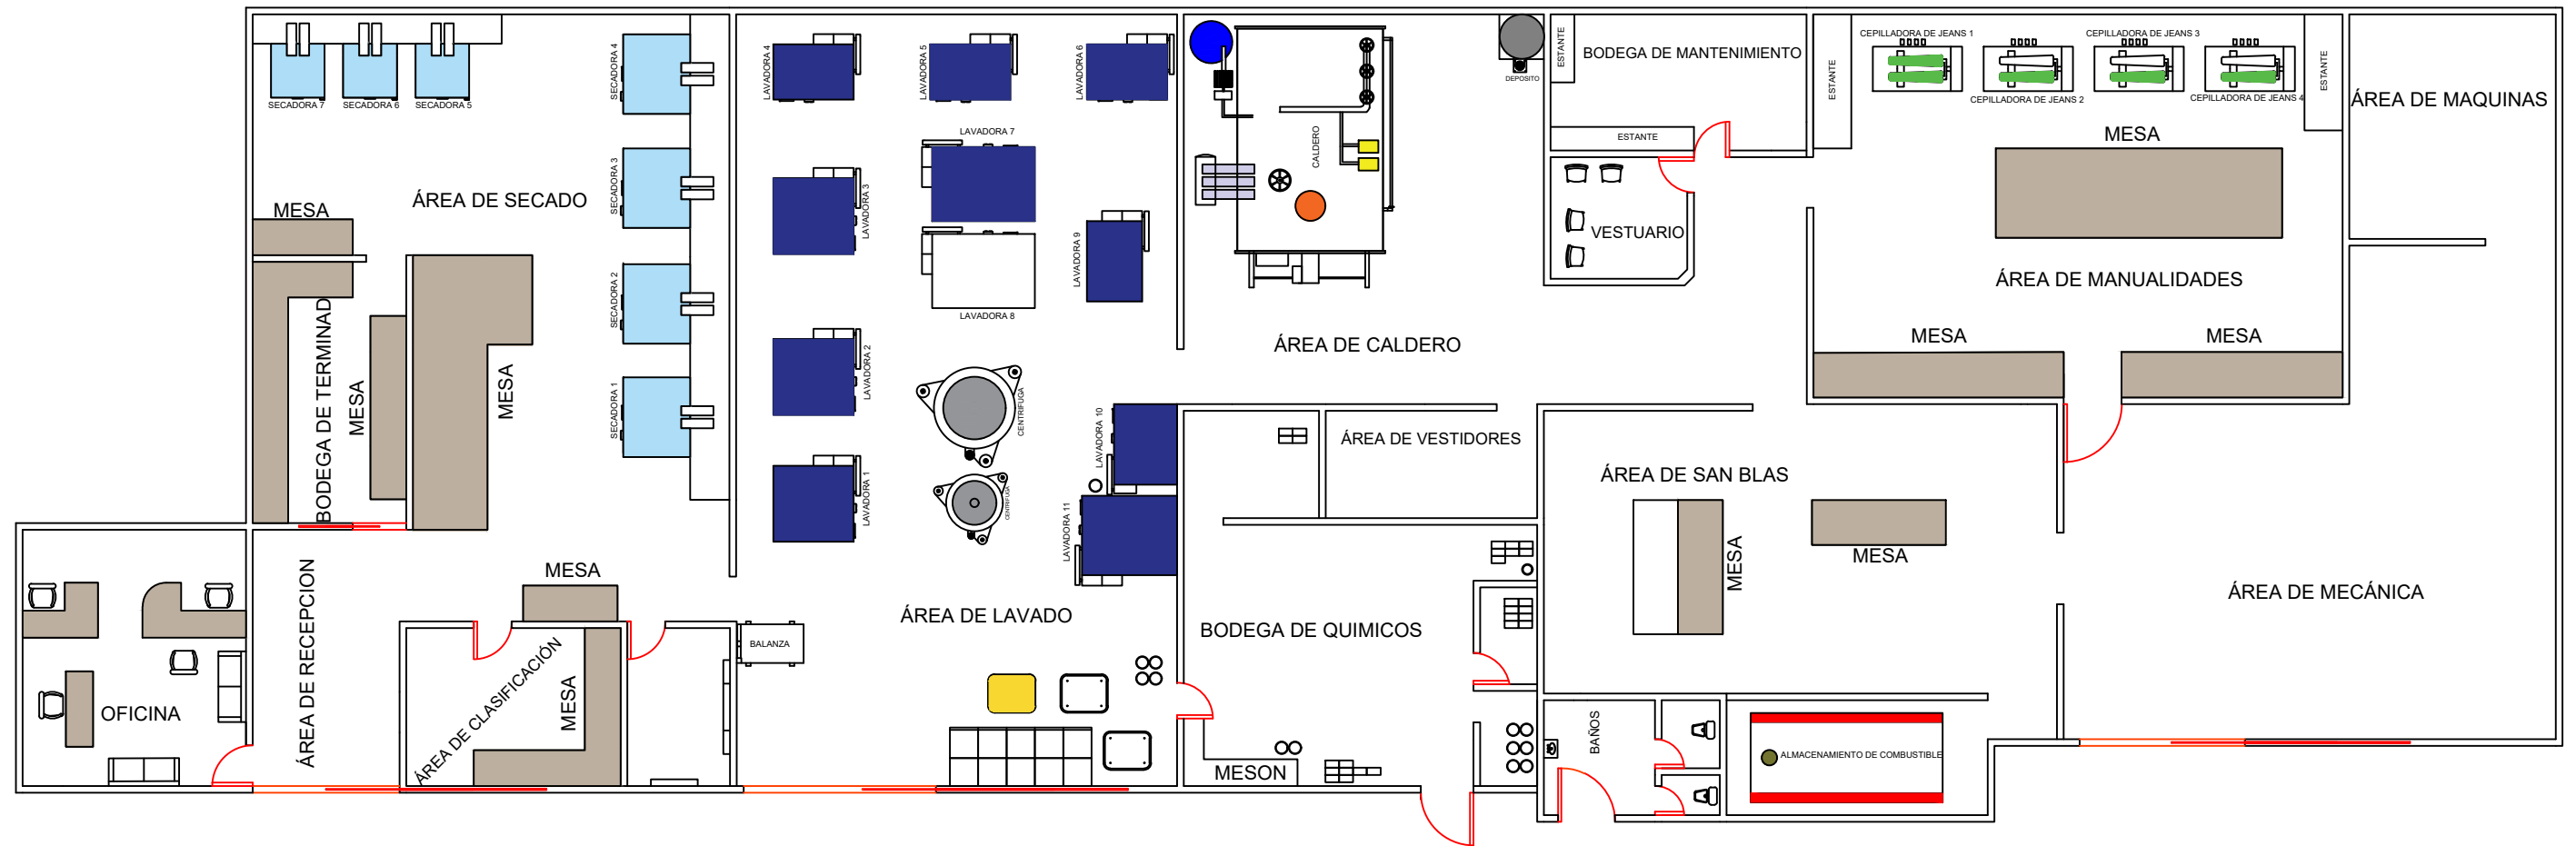 SECADORA 7
SECADORA 6
SECADORA 5
SECADORA 4
SECADORA 3
SECADORA 2
SECADORA 1
ÁREA DE SECADO
MESA
BODEGA DE TERMINAD
MESA
MESA
OFICINA
ÁREA DE RECEPCION
ÁREA DE CLASIFICACIÓN
MESA
MESA
BALANZA
LAVADORA 4
LAVADORA 5
LAVADORA 6
LAVADORA 7
LAVADORA 3
LAVADORA 9
LAVADORA 8
LAVADORA 2
LAVADORA 1
CENTRIFUGA
CENTRIFUGA
LAVADORA 10
LAVADORA 11
ÁREA DE LAVADO
CALDERO
DEPOSITO
ÁREA DE CALDERO
ÁREA DE VESTIDORES
BODEGA DE QUIMICOS
MESON
ESTANTE
BODEGA DE MANTENIMIENTO
ESTANTE
VESTUARIO
ESTANTE
CEPILLADORA DE JEANS 1
CEPILLADORA DE JEANS 2
CEPILLADORA DE JEANS 3
CEPILLADORA DE JEANS 4
ESTANTE
MESA
ÁREA DE MANUALIDADES
MESA
MESA
ÁREA DE MAQUINAS
ÁREA DE SAN BLAS
MESA
MESA
ÁREA DE MECÁNICA
BAÑOS
ALMACENAMIENTO DE COMBUSTIBLE